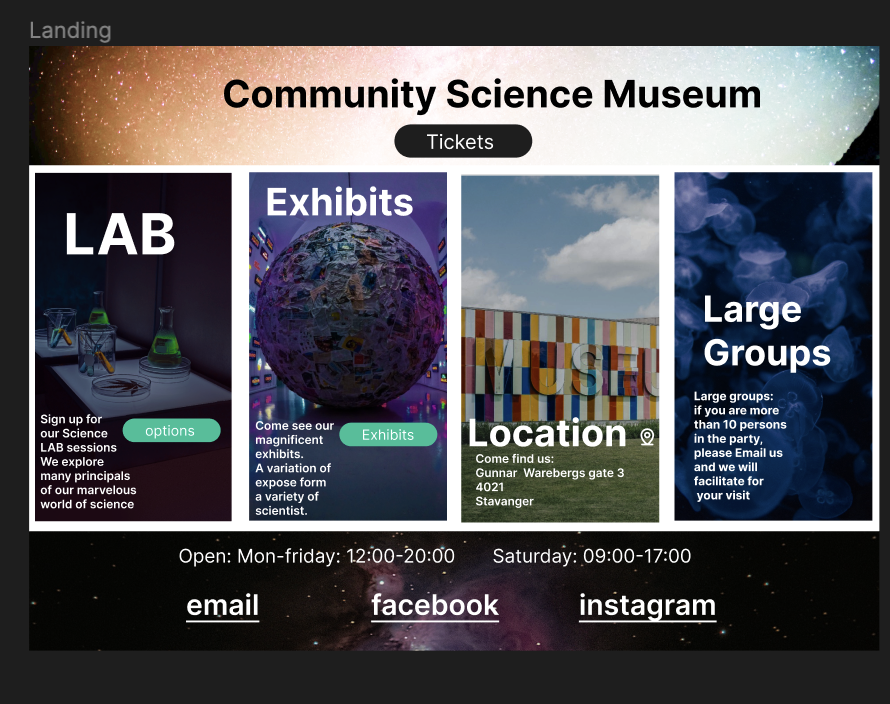 Landing
Community Science Museum
Tickets
LAB
Sign up for
our Science
LAB sessions
We explore
many principals
of our marvelous
world of science
options
Exhibits
Come see our
magnificent
exhibits.
A variation of
expose form
a variety of
scientist.
Exhibits
MUSEU
Location
Come find us:
Gunnar Warebergs gate 3
4021
Stavanger
Large
Groups
Large groups:
if you are more
than 10 persons
in the party,
please Email us
and we will
facilitate for
your visit
Open: Mon-friday: 12:00-20:00 Saturday: 09:00-17:00
email facebook instagram